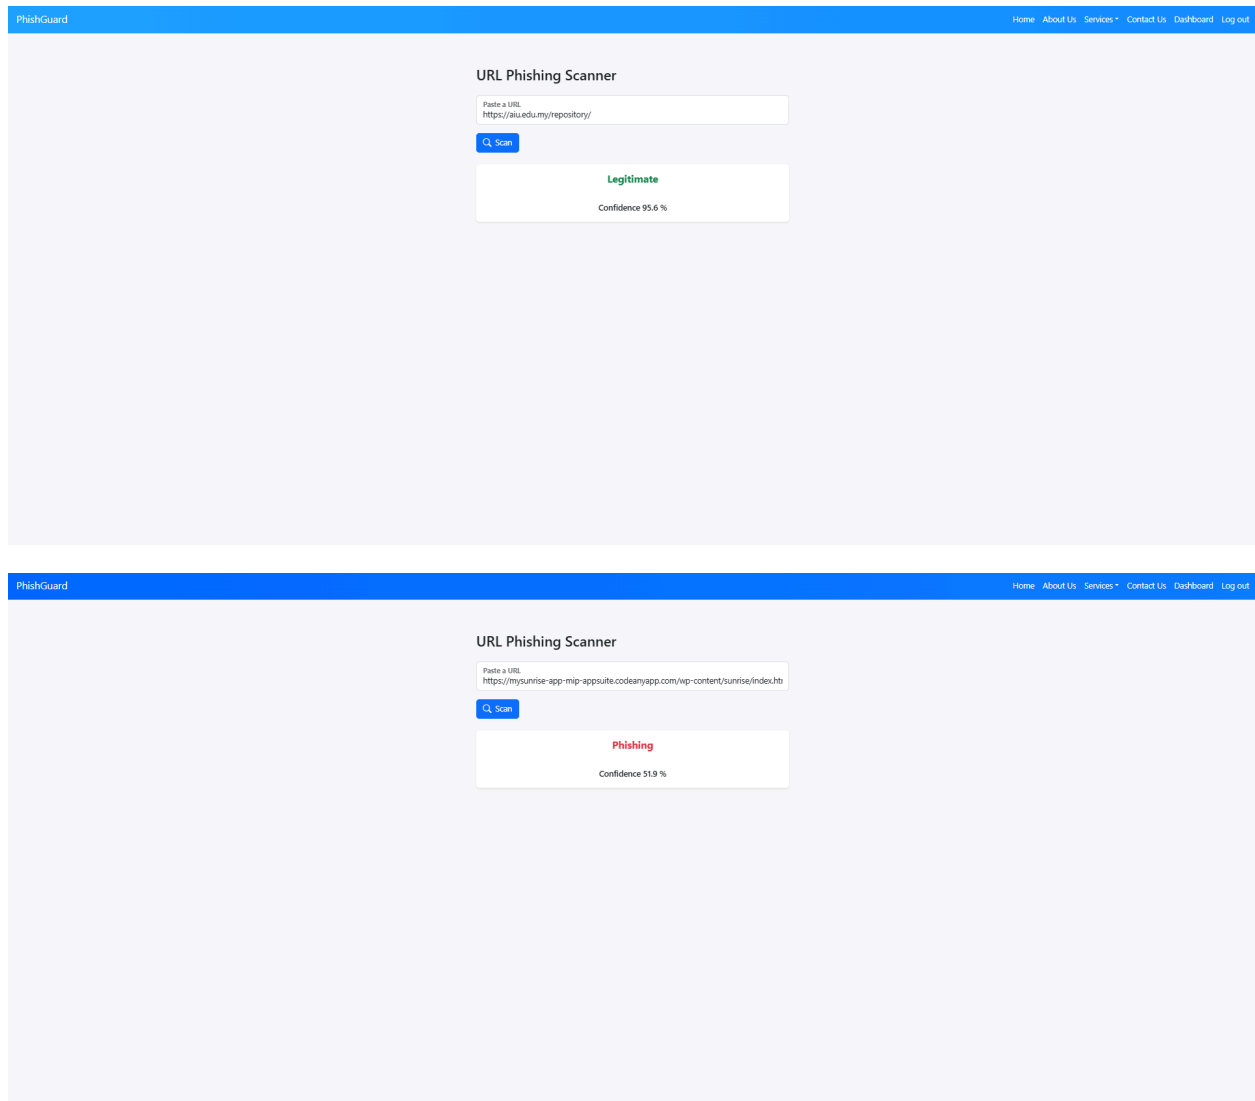 PhishGuard
Home About Us Services Contact Us Dashboard Log out
URL Phishing Scanner
Paste a URL
https://aiu.edu.my/repository/
Scan
Legitimate
Confidence 95.6 %
PhishGuard
Home About Us Services Contact Us Dashboard Log out
URL Phishing Scanner
Paste a URL
https://mysunrise-app-mip-appsuite.codeanyapp.com/wp-content/sunrise/index.ht
Scan
Phishing
Confidence 51.9 %